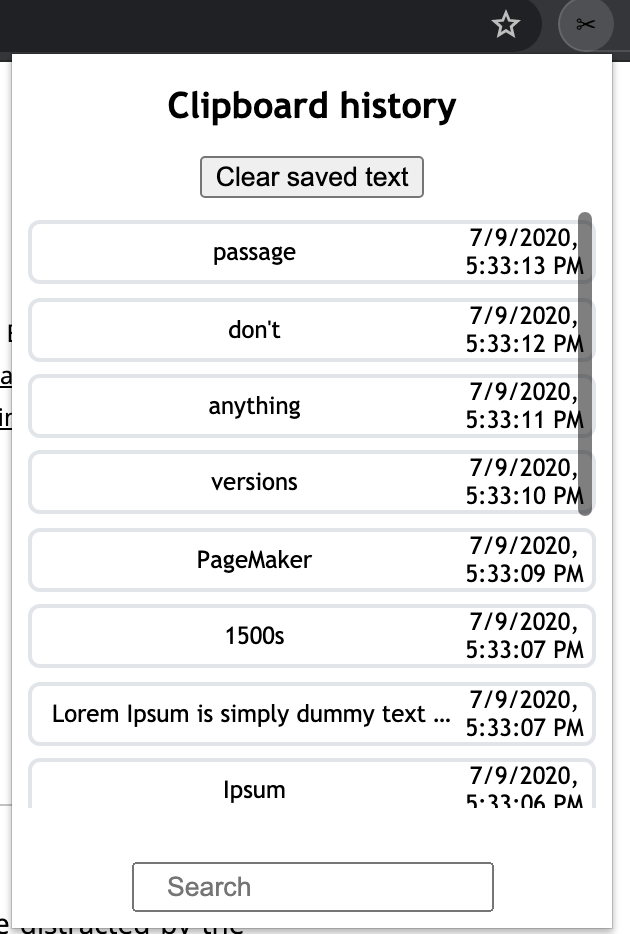 Clipboard history
Clear saved text
passage
7/9/2020,
5:33:13 PM
don't
7/9/2020,
5:33:12 PM
anything
7/9/2020,
5:33:11 PM
versions
7/9/2020,
5:33:10 PM
PageMaker
7/9/2020,
5:33:09 PM
1500s
7/9/2020,
5:33:07 PM
Lorem Ipsum is simply dummy text ...
7/9/2020,
5:33:07 PM
Ipsum
7/9/2020,
5:33:06 PM
Search
distracted by the